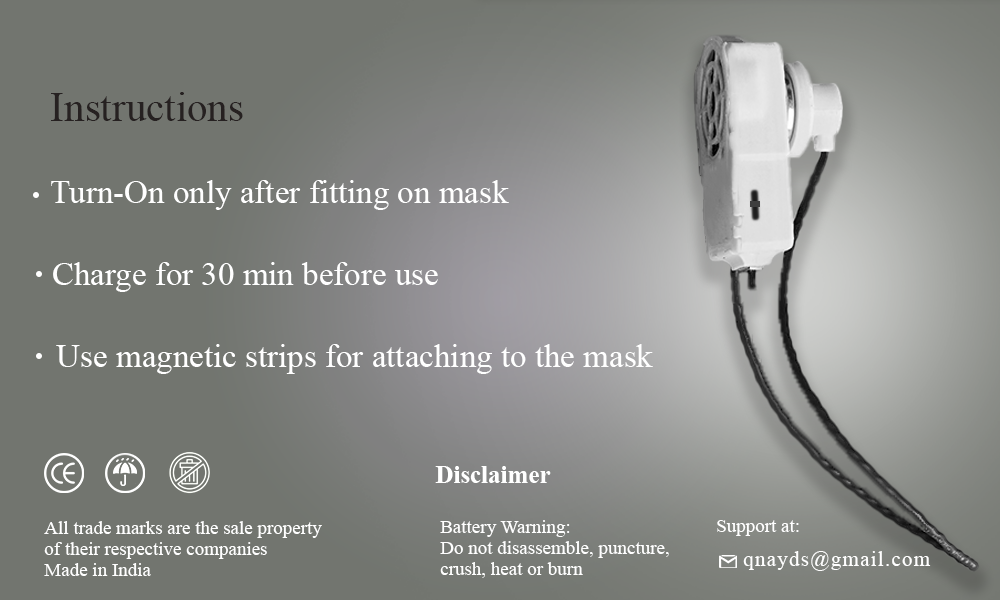 Instructions
• Turn-On only after fitting on mask
• Charge for 30 min before use
• Use magnetic strips for attaching to the mask
CE
Disclaimer
All trade marks are the sale property
of their respective companies
Made in India
Battery Warning:
Do not disassemble, puncture,
crush, heat or burn
Support at:
qnayds@gmail.com